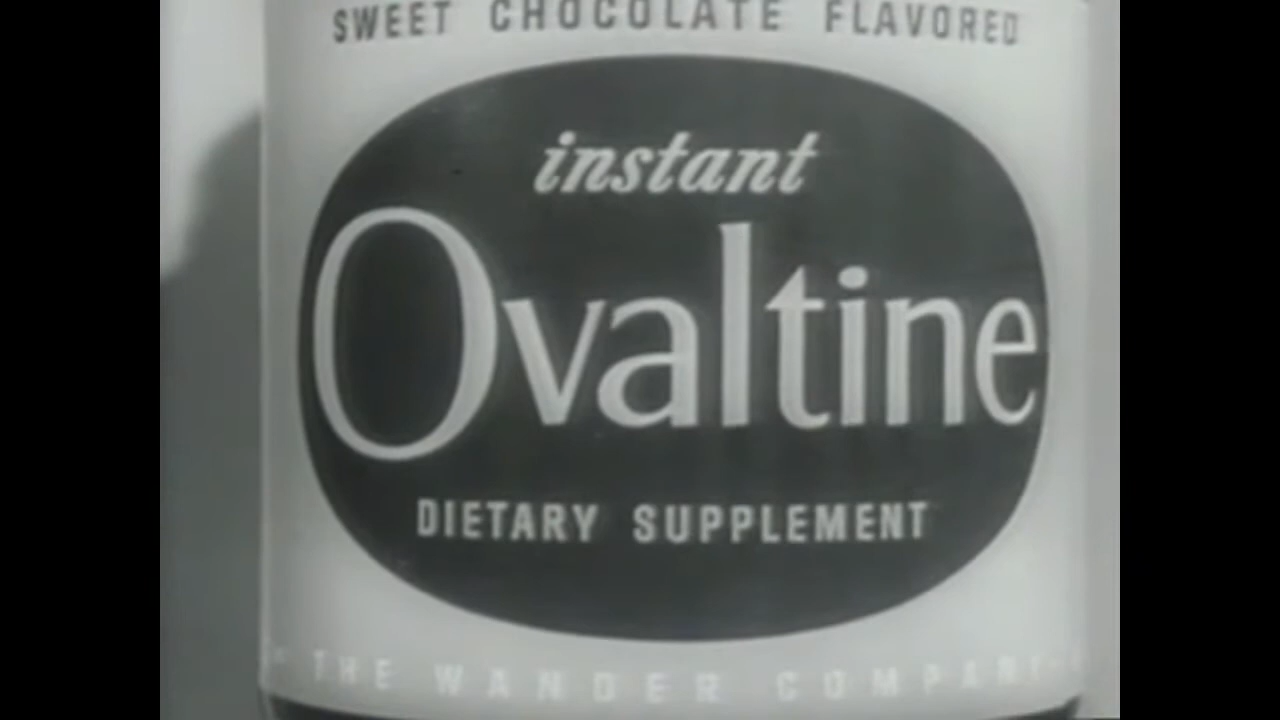 SWEET CHOCOLATE FLAVORED
instant
Ovaltine
DIETARY SUPPLEMENT
THE WANDER COMPANY